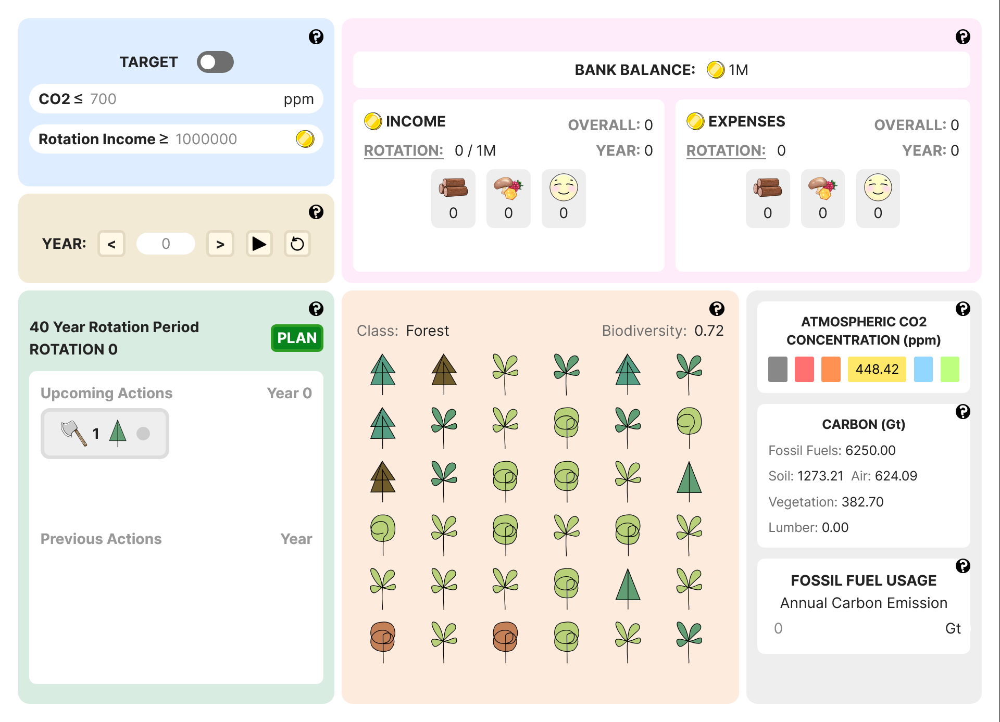 TARGET
CO2 ≤ 700 ppm
Rotation Income ≥ 1000000
YEAR: < 0 >
BANK BALANCE: 1M
INCOME
OVERALL: 0
ROTATION: 0 / 1M
YEAR: 0
0 0 0
EXPENSES
OVERALL: 0
ROTATION: 0
YEAR: 0
0 0 0
40 Year Rotation Period
ROTATION 0
PLAN
Upcoming Actions Year 0
1
Previous Actions Year
Class: Forest Biodiversity: 0.72
ATMOSPHERIC CO2
CONCENTRATION (ppm)
448.42
CARBON (Gt)
Fossil Fuels: 6250.00
Soil: 1273.21 Air: 624.09
Vegetation: 382.70
Lumber: 0.00
FOSSIL FUEL USAGE
Annual Carbon Emission
0 Gt